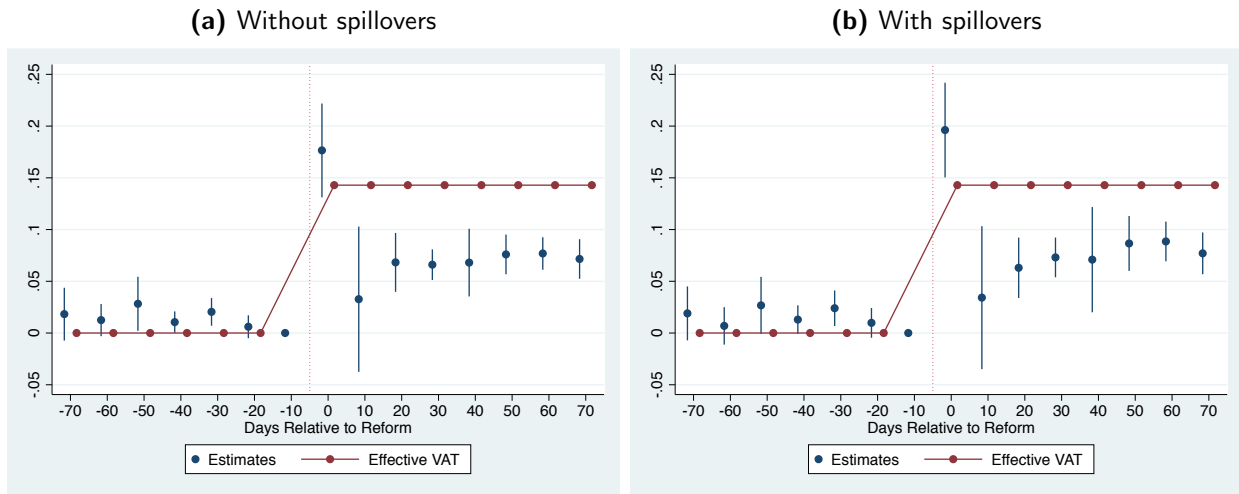 (a) Without spillovers
.25
.2
.15
.1
.05
0
-.05
-70 -60 -50 -40 -30 -20 -10 0 10 20 30 40 50 60 70
Days Relative to Reform
Estimates Effective VAT
(b) With spillovers
.25
.2
.15
.1
.05
0
-.05
-70 -60 -50 -40 -30 -20 -10 0 10 20 30 40 50 60 70
Days Relative to Reform
Estimates Effective VAT